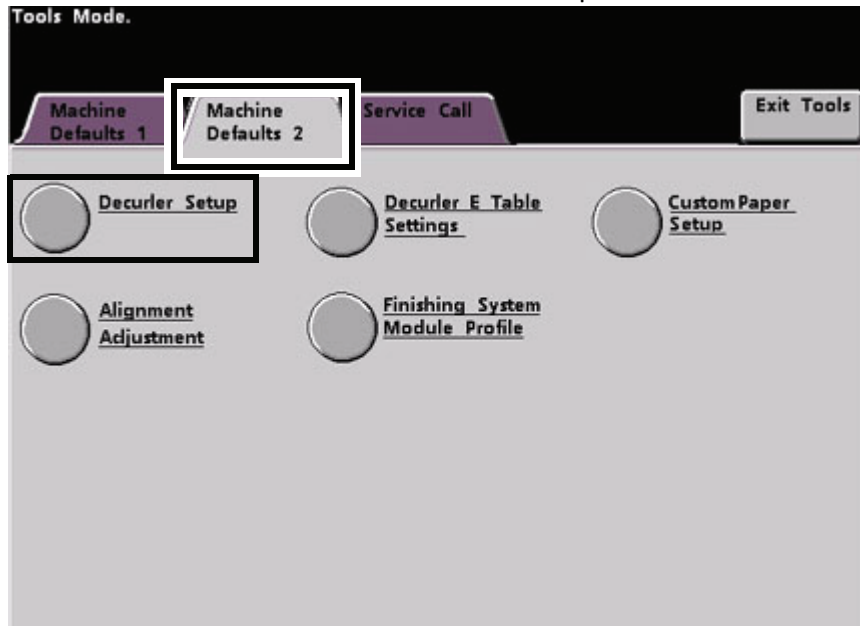 Tools Mode.
Machine
Defaults 1
Machine
Defaults 2
Service Call
Exit Tools
Decurler Setup
Decurler E Table
Settings
Custom Paper
Setup
Alignment
Adjustment
Finishing System
Module Profile